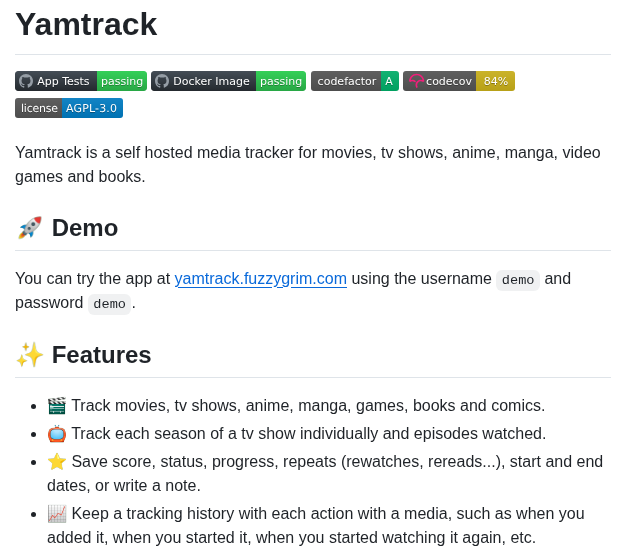 Yamtrack
App Tests passing Docker Image passing codefactor A codecov 84%
license AGPL-3.0
Yamtrack is a self hosted media tracker for movies, tv shows, anime, manga, video
games and books.
🚀 Demo
You can try the app at yamtrack.fuzzygrim.com using the username demo and
password demo.
✨ Features
• 🎬 Track movies, tv shows, anime, manga, games, books and comics.
• 📺 Track each season of a tv show individually and episodes watched.
• ⭐ Save score, status, progress, repeats (rewatches, rereads...), start and end
dates, or write a note.
• 📈 Keep a tracking history with each action with a media, such as when you
added it, when you started it, when you started watching it again, etc.